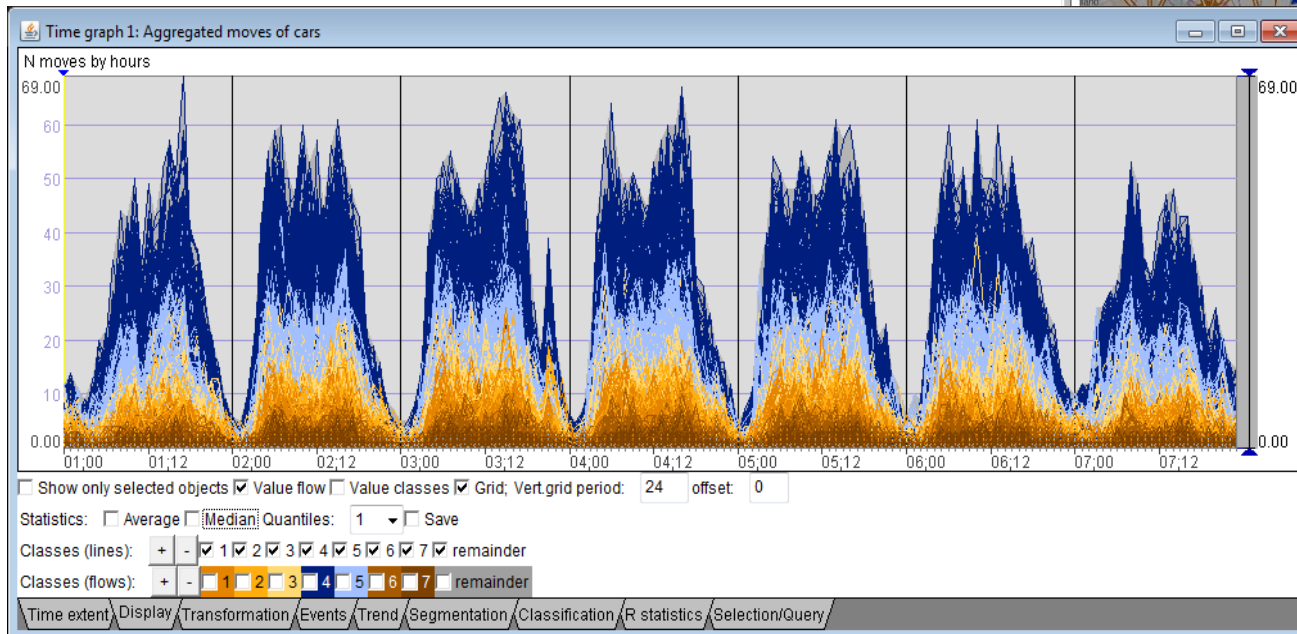 Time graph 1: Aggregated moves of cars
N moves by hours
69.00 69.00
60
50
40
30
20
10
0.00 0.00
01;00 01;12 02;00 02;12 03;00 03;12 04;00 04;12 05;00 05;12 06;00 06;12 07;00 07;12
Show only selected objects Value flow Value classes Grid; Vert.grid period: 24 offset: 0
Statistics: Average Median Quantiles: 1 Save
Classes (lines): + - 1 2 3 4 5 6 7 remainder
Classes (flows): + - 1 2 3 4 5 6 7 remainder
Time extent Display Transformation Events Trend Segmentation Classification R statistics Selection/Query